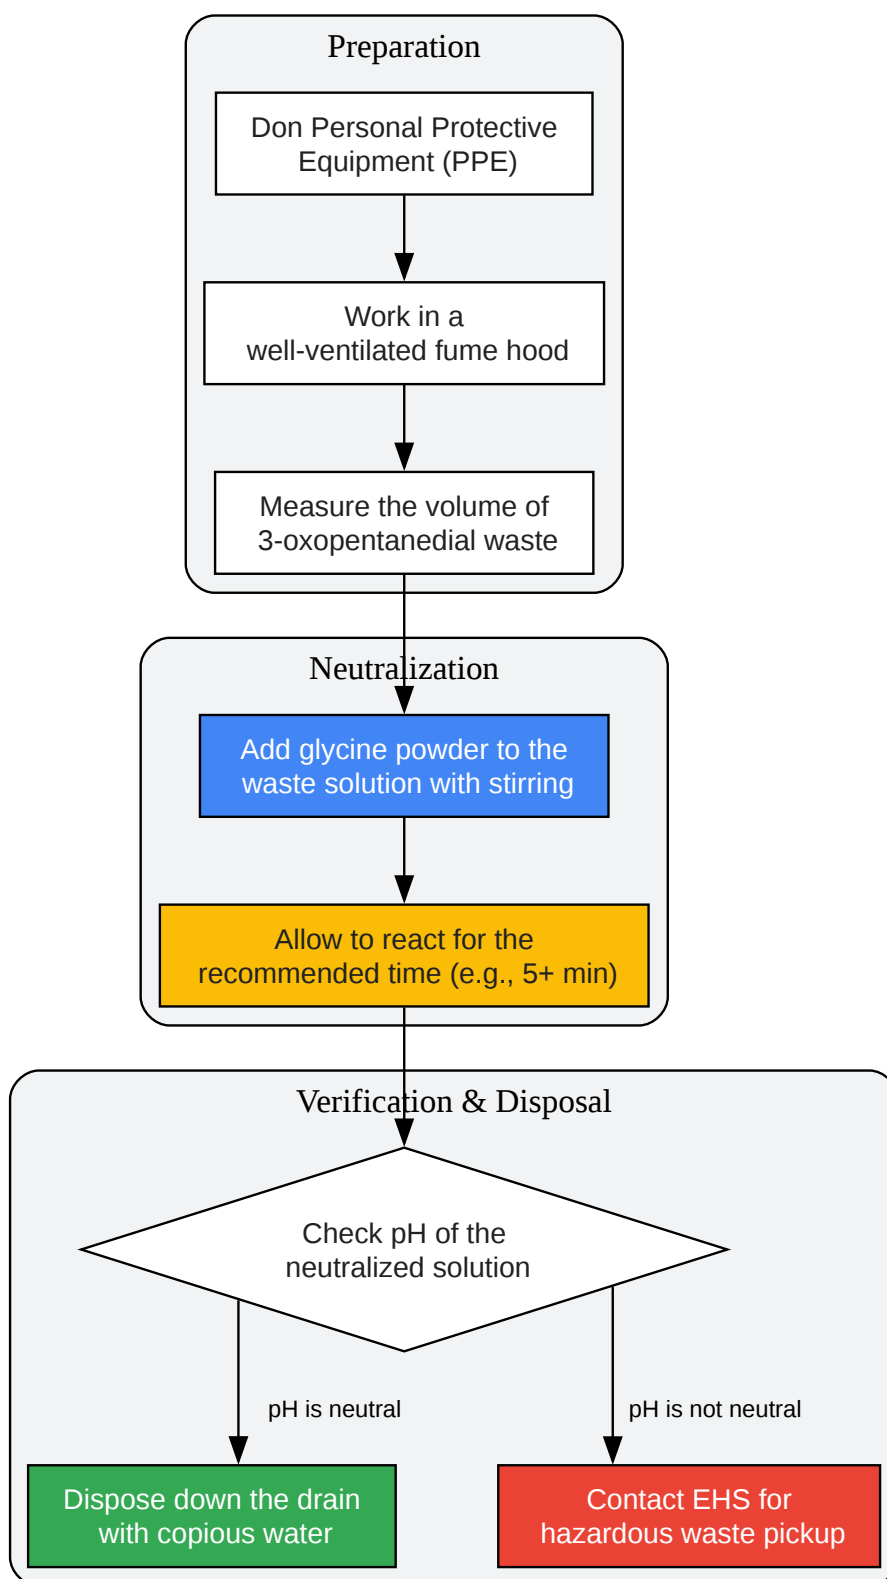 Preparation
Don Personal Protective
Equipment (PPE)
Work in a
well-ventilated fume hood
Measure the volume of
3-oxopentanedial waste
Neutralization
Add glycine powder to the
waste solution with stirring
Allow to react for the
recommended time (e.g., 5+ min)
Verification & Disposal
Check pH of the
neutralized solution
pH is neutral
pH is not neutral
Dispose down the drain
with copious water
Contact EHS for
hazardous waste pickup